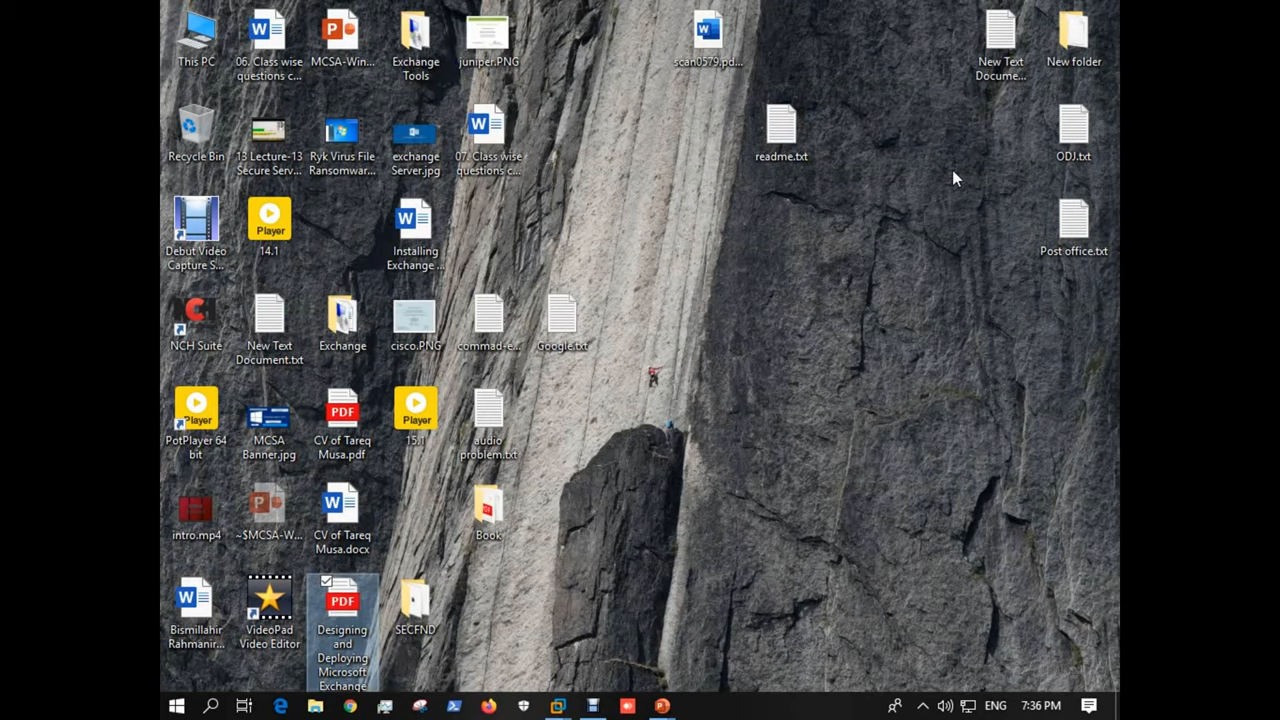 This PC
06. Class wise
questions c...
MCSA-Win...
Exchange
Tools
juniper.PNG
scan0579.pd...
New Text
Docume...
New folder
Recycle Bin
13 Lecture-13
Secure Serv...
Ryk Virus File
Ransomwar...
exchange
Server.jpg
07. Class wise
questions c...
readme.txt
ODJ.txt
Debut Video
Capture S...
Player
14.1
Installing
Exchange ...
Post office.txt
NCH Suite
New Text
Document.txt
Exchange
cisco.PNG
commad-e...
Google.txt
Player
PotPlayer 64
bit
MCSA
Banner.jpg
PDF
CV of Tareq
Musa.pdf
Player
15.1
audio
problem.txt
intro.mp4
~$MCSA-W...
CV of Tareq
Musa.docx
Book
Bismillahir
Rahmanir...
VideoPad
Video Editor
PDF
Designing
and
Deploying
Microsoft
Exchange
SECFND
ENG
7:36 PM